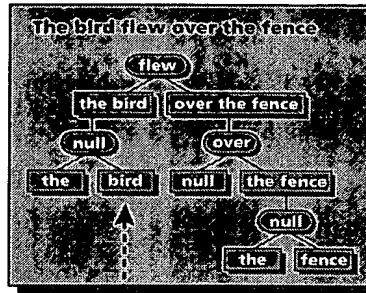 The bird flew over the fence
flew
the bird over the fence
null over
the bird null the fence
null
the fence